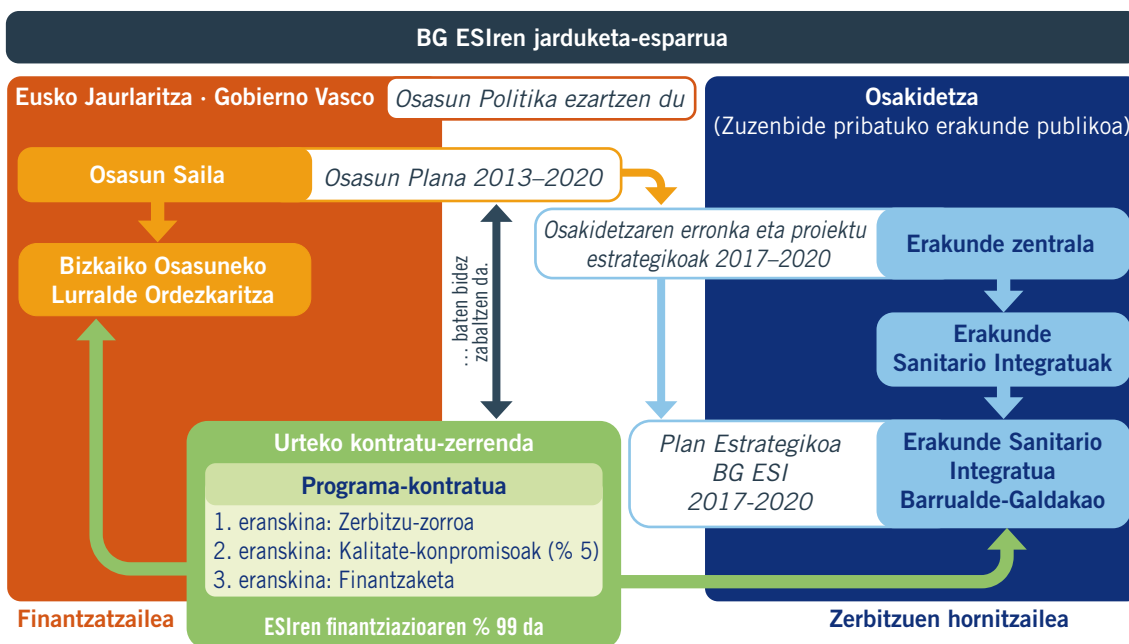 BG ESIren jarduketa-esparrua
Eusko Jaurlaritza · Gobierno Vasco
Osasun Politika ezartzen du
Osakidetza
(Zuzenbide pribatuko erakunde publikoa)
Osasun Saila
Osasun Plana 2013–2020
Bizkaiko Osasuneko
Lurralde Ordezkaritza
… baten bidez
zabaltzen da.
Osakidetzaren erronka eta proiektu
estrategikoak 2017–2020
Erakunde zentrala
Erakunde
Sanitario Integratuak
Urteko kontratu-zerrenda
Programa-kontratua
1. eranskina: Zerbitzu-zorroa
2. eranskina: Kalitate-konpromisoak (% 5)
3. eranskina: Finantzaketa
ESIren finantziazioaren % 99 da
Plan Estrategikoa
BG ESI
2017-2020
Erakunde Sanitario
Integratua
Barrualde-Galdakao
Finantzatzailea
Zerbitzuen hornitzailea